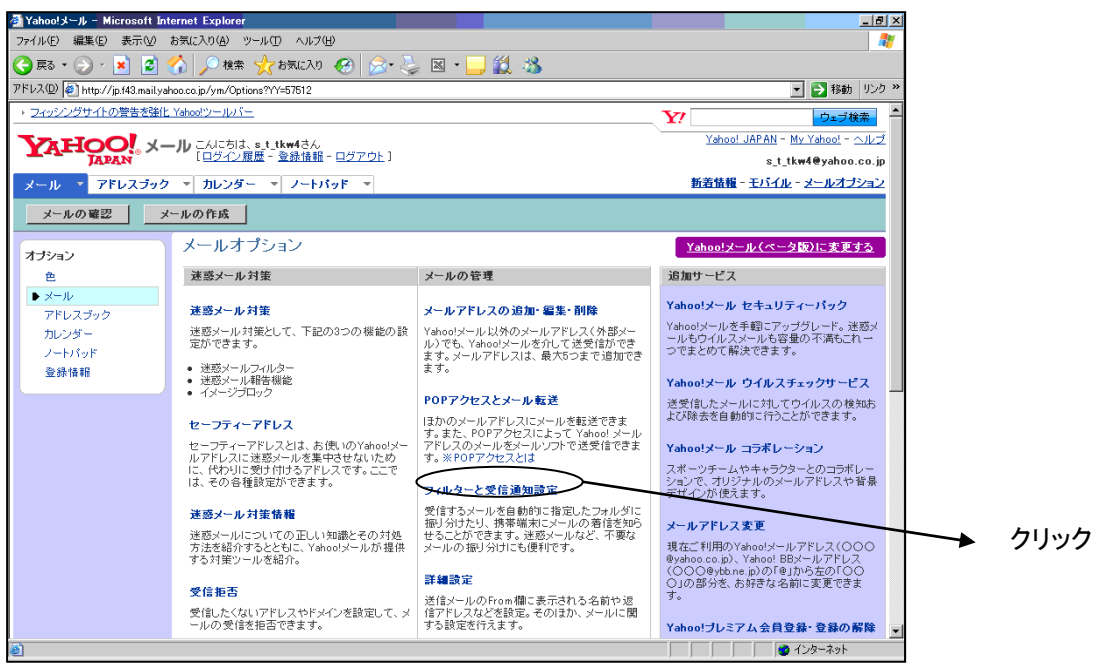 Yahoo!メール - Microsoft Internet Explorer
ファイル(F) 編集(E) 表示(V) お気に入り(A) ツール(T) ヘルプ(H)
戻る 検索 お気に入り
アドレス(D) http://jp.f43.mail.yahoo.co.jp/ym/Options?YY=57512 移動 リンク »
フィッシングサイトの警告を強化 Yahoo!ツールバー
Y! ウェブ検索
YAHOO! JAPAN メール
こんにちは、s_t_tkw4さん
[ログイン履歴 - 登録情報 - ログアウト]
Yahoo! JAPAN - My Yahoo! - ヘルプ
s_t_tkw4@yahoo.co.jp
メール アドレスブック カレンダー ノートパッド
新着情報 - モバイル - メールオプション
メールの確認 メールの作成
オプション
色
メール
アドレスブック
カレンダー
ノートパッド
登録情報
メールオプション
Yahoo!メール(ベータ版)に変更する
迷惑メール対策
迷惑メール対策
迷惑メール対策として、下記の3つの機能の設
定ができます。
● 迷惑メールフィルター
● 迷惑メール報告機能
● イメージブロック
セーフティーアドレス
セーフティーアドレスとは、お使いのYahoo!メー
ルアドレスに迷惑メールを集中させないため
に、代わりに受け付けるアドレスです。ここで
は、その各種設定ができます。
迷惑メール対策情報
迷惑メールについての正しい知識とその対処
方法を紹介するとともに、Yahoo!メールが提供
する対策ツールを紹介。
受信拒否
受信したくないアドレスやドメインを設定して、メ
ールの受信を拒否できます。
メールの管理
メールアドレスの追加・編集・削除
Yahoo!メール以外のメールアドレス(外部メー
ル)でも、Yahoo!メールを介して送受信ができ
ます。メールアドレスは、最大5つまで追加でき
ます。
POPアクセスとメール転送
ほかのメールアドレスにメールを転送できま
す。また、POPアクセスによって Yahoo! メール
アドレスのメールをメールソフトで送受信できま
す。※POPアクセスとは
フィルターと受信通知設定
受信するメールを自動的に指定したフォルダに
振り分けたり、携帯端末にメールの着信を知ら
せることができます。迷惑メールなど、不要な
メールの振り分けにも便利です。
詳細設定
送信メールのFrom欄に表示される名前や返
信アドレスなどを設定。そのほか、メールに関
する設定を行えます。
追加サービス
Yahoo!メール セキュリティーパック
Yahoo!メールを手軽にアップグレード。迷惑メ
ールもウイルスメールも容量の不満もこれ一
つでまとめて解決できます。
Yahoo!メール ウイルスチェックサービス
送受信したメールに対してウイルスの検知お
よび除去を自動的に行うことができます。
Yahoo!メール コラボレーション
スポーツチームやキャラクターとのコラボレー
ションで、オリジナルのメールアドレスや背景
デザインが使えます。
メールアドレス変更
現在ご利用のYahoo!メールアドレス(○○○
@yahoo.co.jp)、Yahoo! BBメールアドレス
(○○○@ybb.ne.jp)の「@」から左の「○○
○」の部分を、お好きな名前に変更できま
す。
Yahoo!プレミアム会員登録・登録の解除
クリック
インターネット